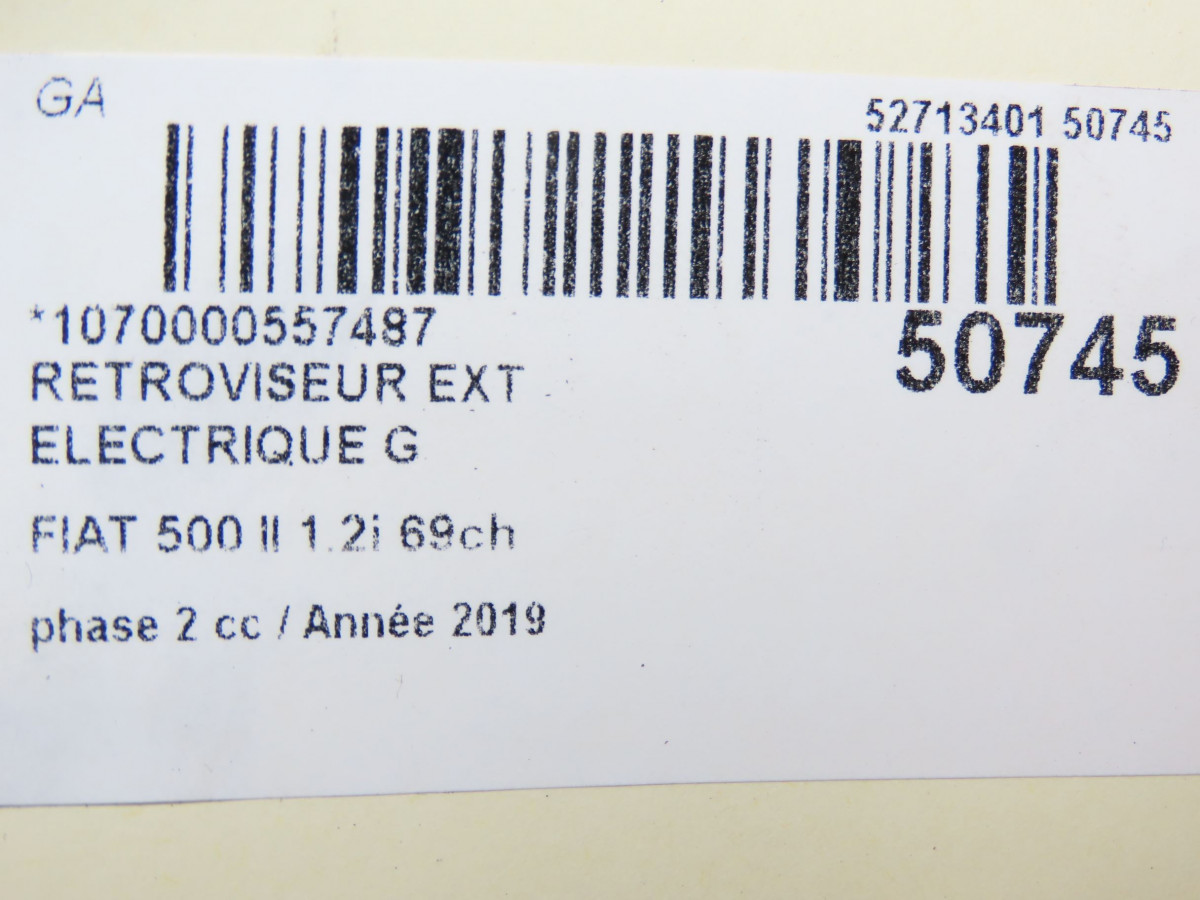 GA
52713401 50745
*1070000557487
50745
RETROVISEUR EXT
ELECTRIQUE G
FIAT 500 II 1.2i 69ch
phase 2 cc / Année 2019